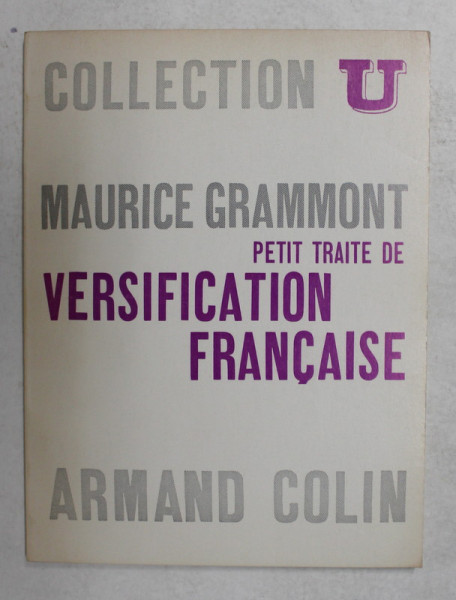 COLLECTION U
MAURICE GRAMMONT
PETIT TRAITE DE
VERSIFICATION
FRANÇAISE
ARMAND COLIN